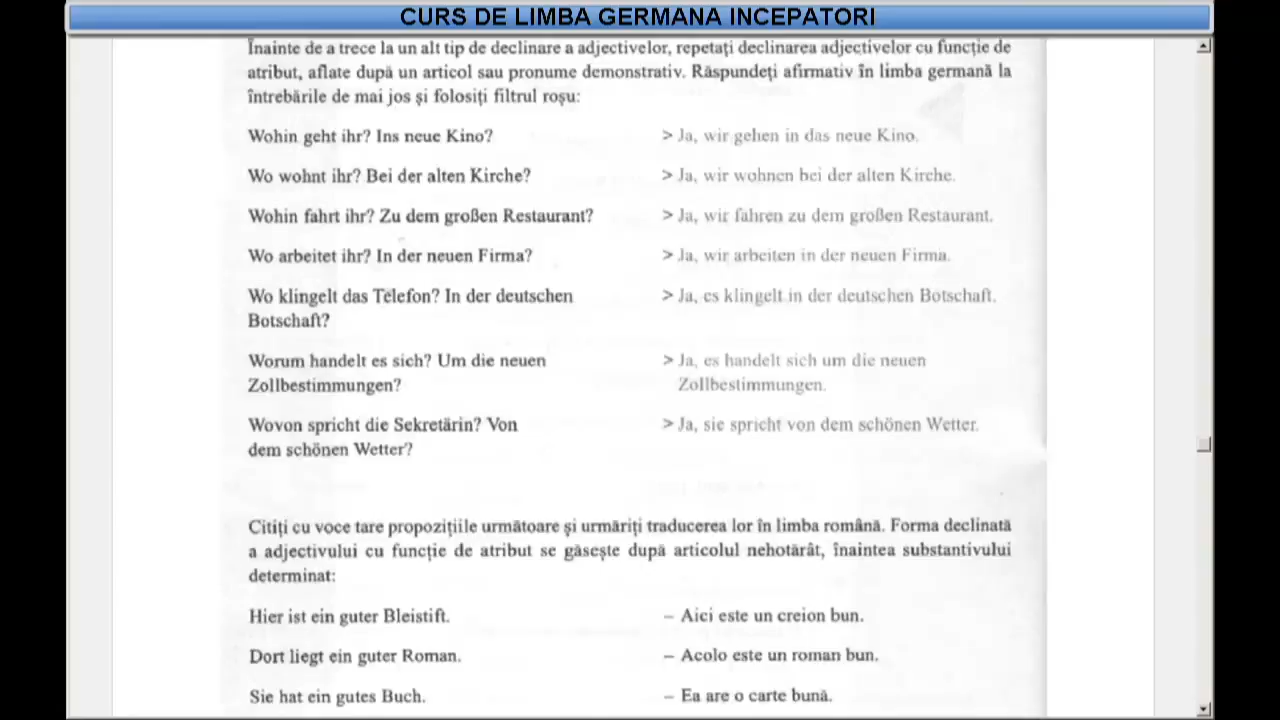 CURS DE LIMBA GERMANA INCEPATORI
Înainte de a trece la un alt tip de declinare a adjectivelor, repetați declinarea adjectivelor cu funcție de
atribut, aflate după un articol sau pronume demonstrativ. Răspundeți afirmativ în limba germană la
întrebările de mai jos și folosiți filtrul roșu:
Wohin geht ihr? Ins neue Kino?
> Ja, wir gehen in das neue Kino.
Wo wohnt ihr? Bei der alten Kirche?
> Ja, wir wohnen bei der alten Kirche.
Wohin fahrt ihr? Zu dem großen Restaurant?
> Ja, wir fahren zu dem großen Restaurant.
Wo arbeitet ihr? In der neuen Firma?
> Ja, wir arbeiten in der neuen Firma.
Wo klingelt das Telefon? In der deutschen
Botschaft?
> Ja, es klingelt in der deutschen Botschaft.
Worum handelt es sich? Um die neuen
Zollbestimmungen?
> Ja, es handelt sich um die neuen
Zollbestimmungen.
Wovon spricht die Sekretärin? Von
dem schönen Wetter?
> Ja, sie spricht von dem schönen Wetter.
Citiți cu voce tare propozițiile următoare și urmăriți traducerea lor în limba română. Forma declinată
a adjectivului cu funcție de atribut se găsește după articolul nehotărât, înaintea substantivului
determinat:
Hier ist ein guter Bleistift.
– Aici este un creion bun.
Dort liegt ein guter Roman.
– Acolo este un roman bun.
Sie hat ein gutes Buch.
– Ea are o carte bună.